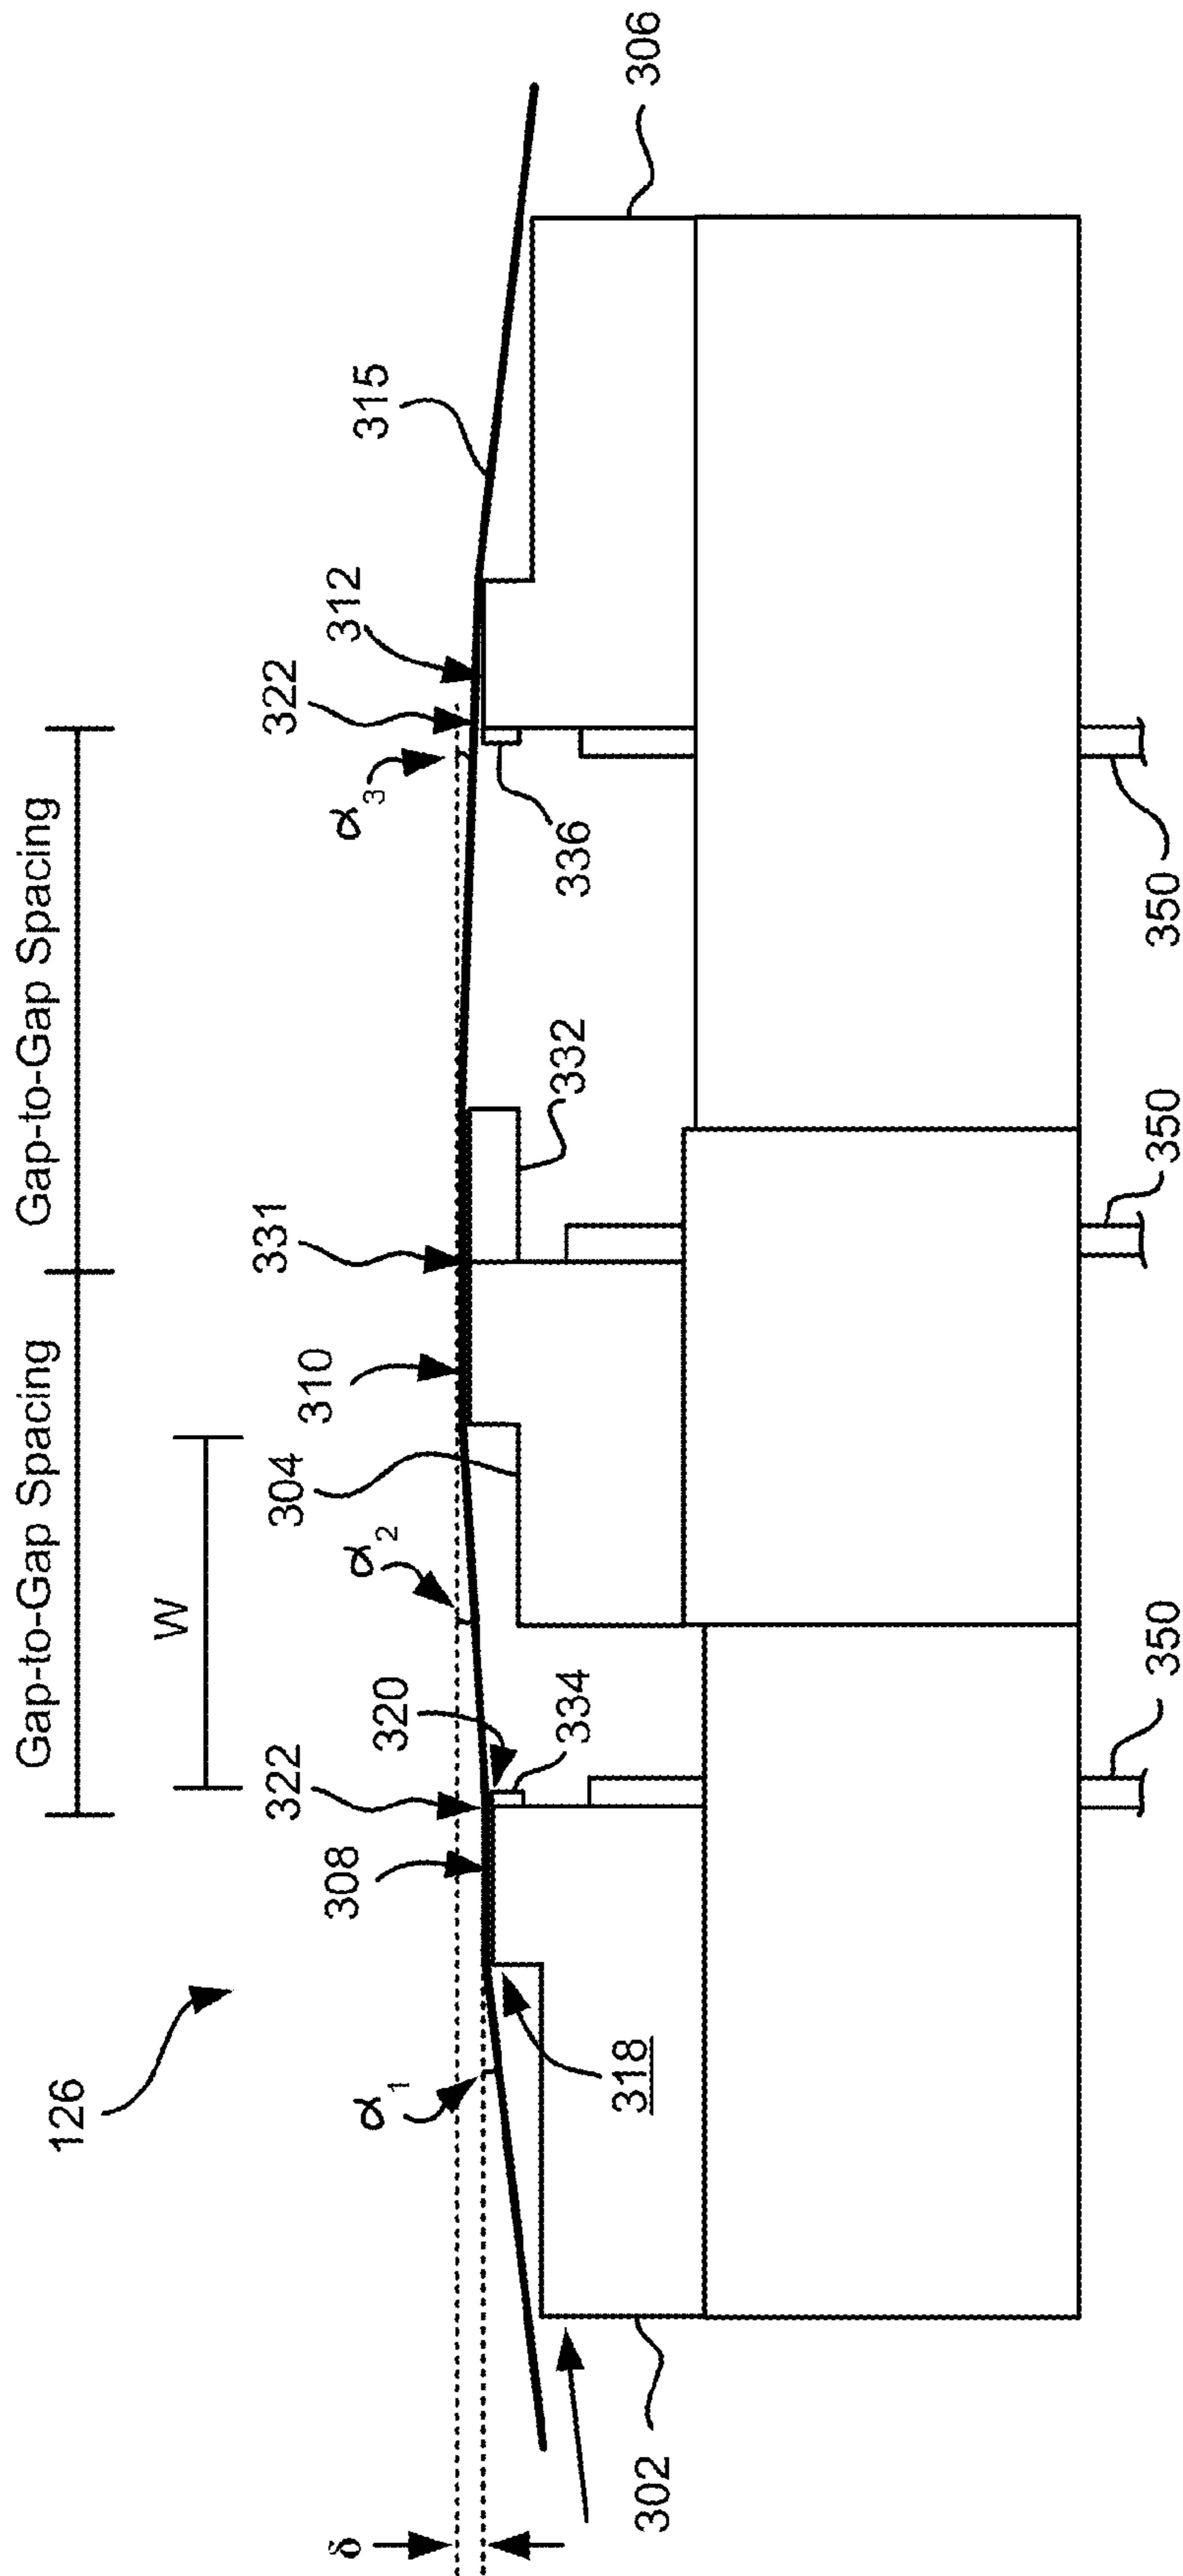 Gap-to-Gap Spacing
Gap-to-Gap Spacing
W
126
α1
308
322
320
334
α2
304
310
331
332
α3
322
312
336
315
306
δ
318
302
350
350
350